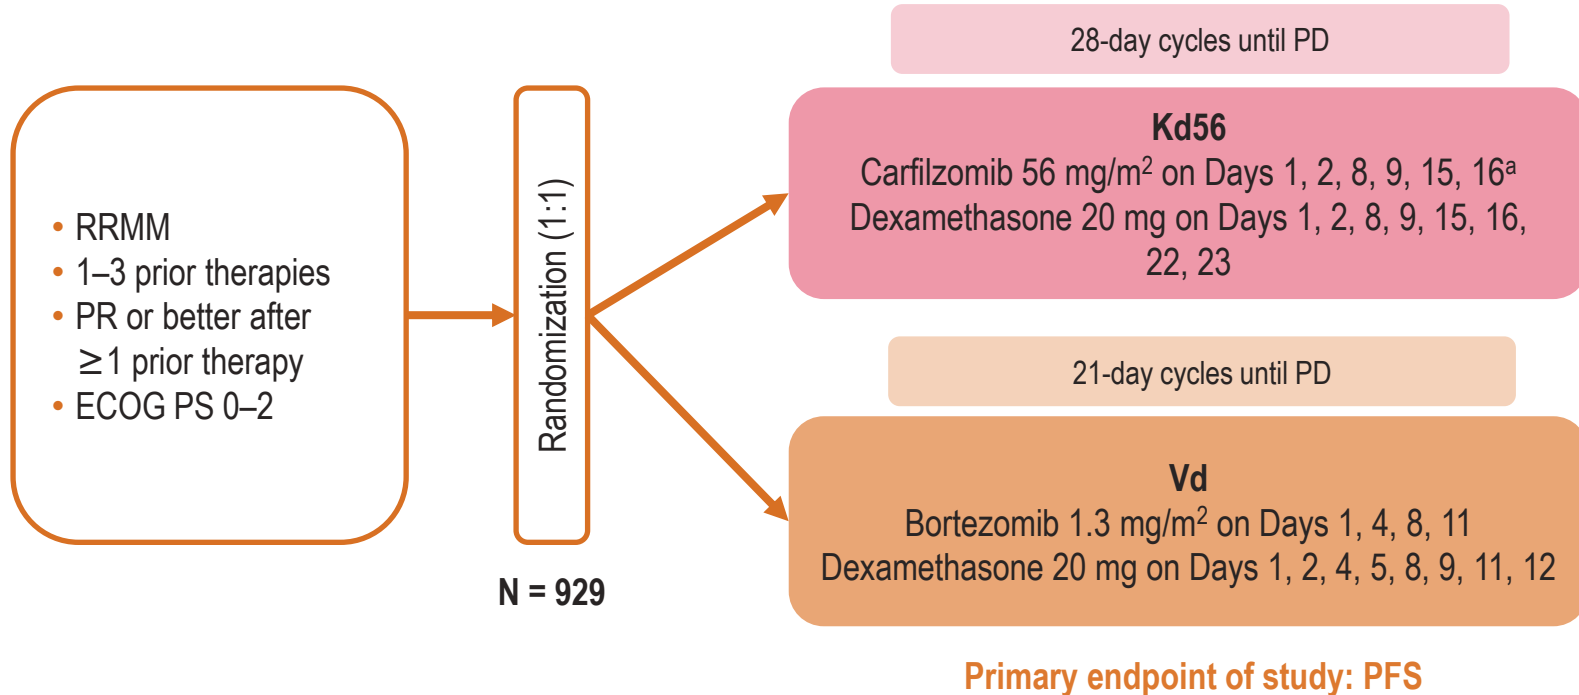 • RRMM
• 1–3 prior therapies
• PR or better after
≥1 prior therapy
• ECOG PS 0–2
Randomization (1:1)
N = 929
28-day cycles until PD
Kd56
Carfilzomib 56 mg/m² on Days 1, 2, 8, 9, 15, 16ᵃ
Dexamethasone 20 mg on Days 1, 2, 8, 9, 15, 16,
22, 23
21-day cycles until PD
Vd
Bortezomib 1.3 mg/m² on Days 1, 4, 8, 11
Dexamethasone 20 mg on Days 1, 2, 4, 5, 8, 9, 11, 12
Primary endpoint of study: PFS